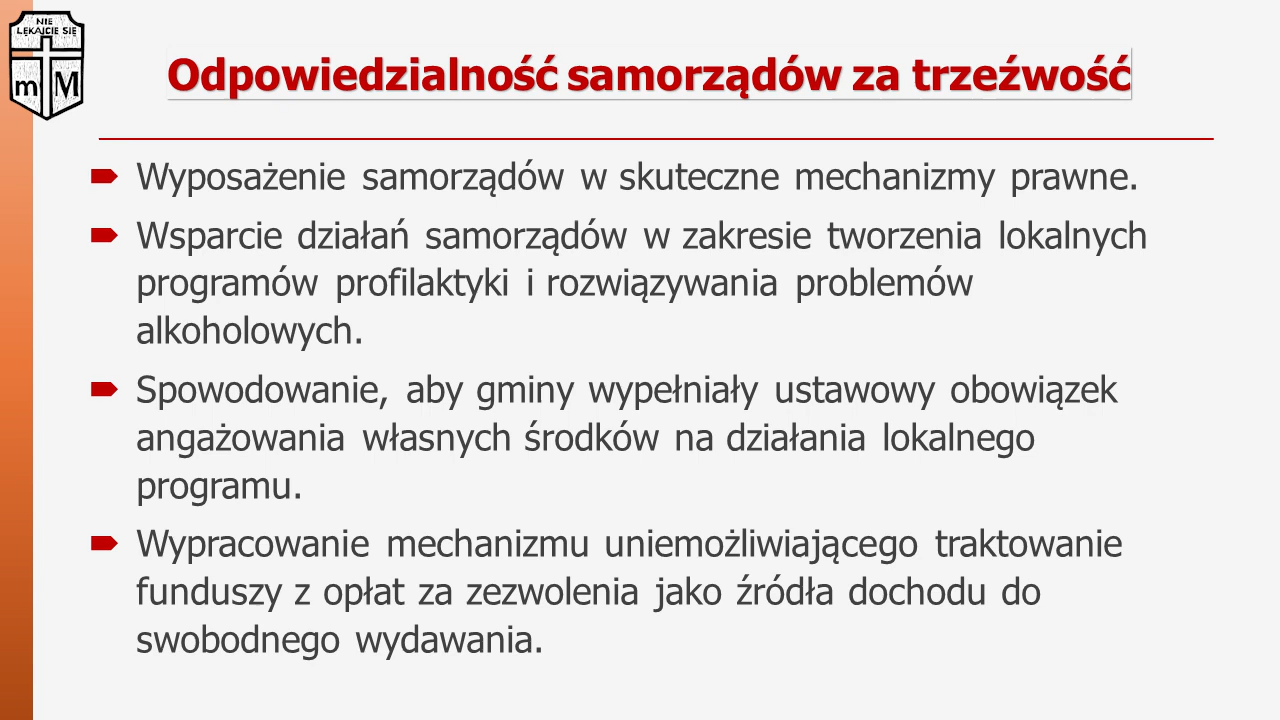 NIE
LĘKAJCIE SIĘ
m M
Odpowiedzialność samorządów za trzeźwość
Wyposażenie samorządów w skuteczne mechanizmy prawne.
Wsparcie działań samorządów w zakresie tworzenia lokalnych
programów profilaktyki i rozwiązywania problemów
alkoholowych.
Spowodowanie, aby gminy wypełniały ustawowy obowiązek
angażowania własnych środków na działania lokalnego
programu.
Wypracowanie mechanizmu uniemożliwiającego traktowanie
funduszy z opłat za zezwolenia jako źródła dochodu do
swobodnego wydawania.